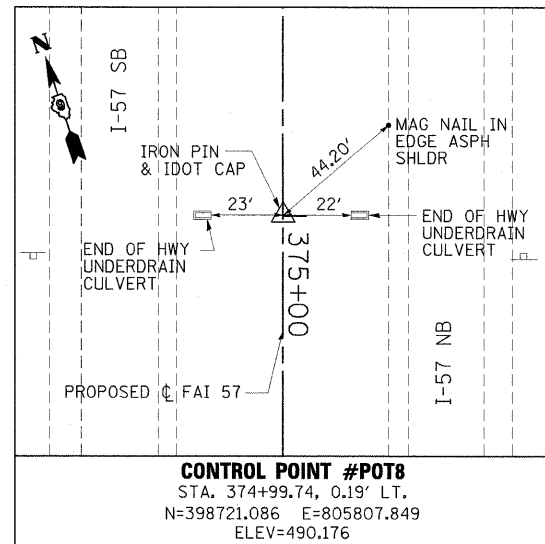 N
I-57 SB
MAG NAIL IN
EDGE ASPH
SHLDR
44.20'
IRON PIN
& IDOT CAP
23'
22'
END OF HWY
UNDERDRAIN
CULVERT
END OF HWY
UNDERDRAIN
CULVERT
375+00
I-57 NB
PROPOSED ℄ FAI 57
CONTROL POINT #POT8
STA. 374+99.74, 0.19' LT.
N=398721.086 E=805807.849
ELEV=490.176